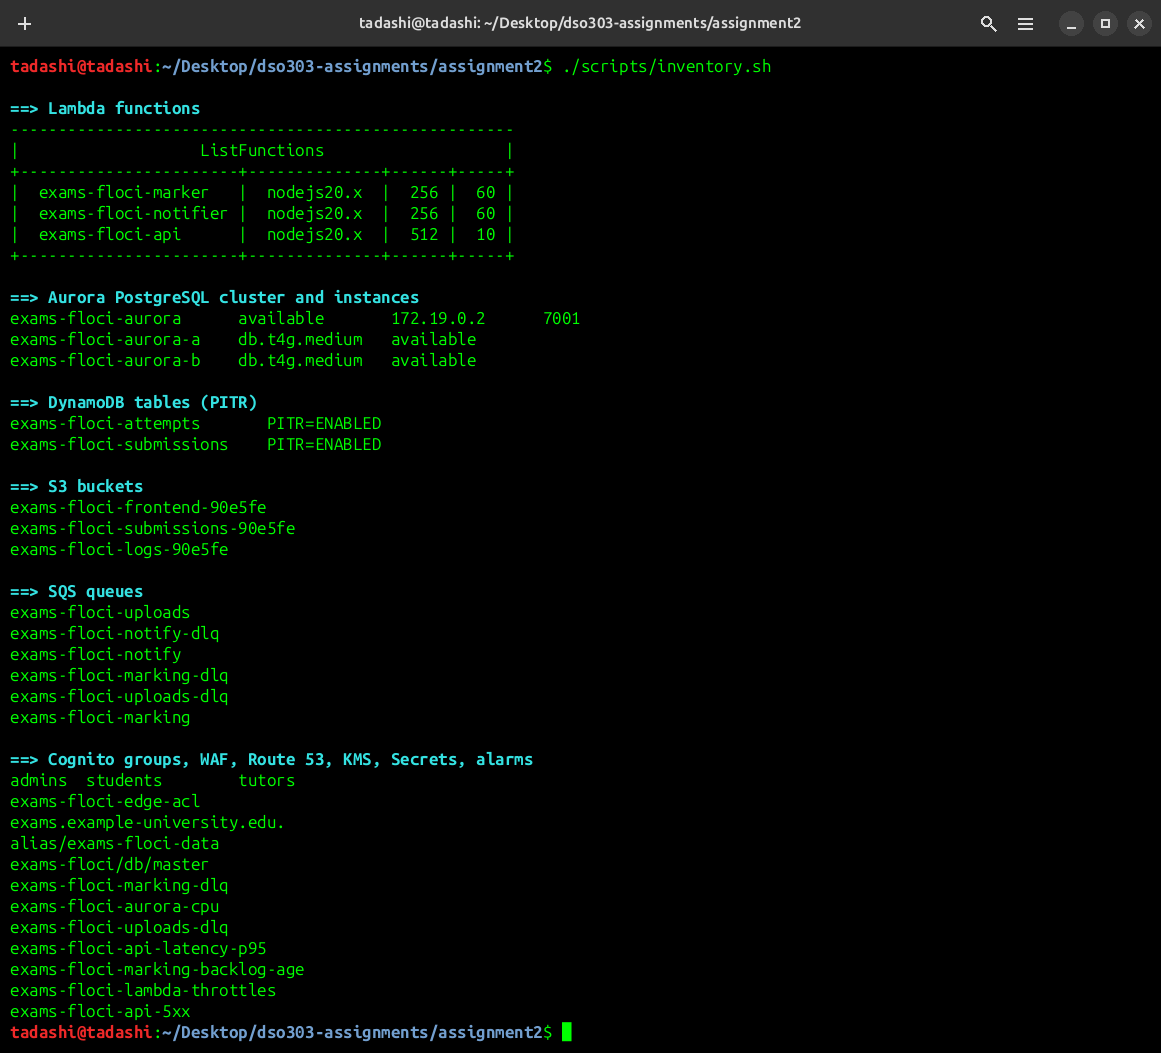 tadashi@tadashi: ~/Desktop/dso303-assignments/assignment2
tadashi@tadashi:~/Desktop/dso303-assignments/assignment2$ ./scripts/inventory.sh

==> Lambda functions
-----------------------------------------------------
|                   ListFunctions                   |
+-----------------------+--------------+------+-----+
|  exams-floci-marker   |  nodejs20.x  |  256 |  60 |
|  exams-floci-notifier |  nodejs20.x  |  256 |  60 |
|  exams-floci-api      |  nodejs20.x  |  512 |  10 |
+-----------------------+--------------+------+-----+

==> Aurora PostgreSQL cluster and instances
exams-floci-aurora      available       172.19.0.2      7001
exams-floci-aurora-a    db.t4g.medium   available
exams-floci-aurora-b    db.t4g.medium   available

==> DynamoDB tables (PITR)
exams-floci-attempts       PITR=ENABLED
exams-floci-submissions    PITR=ENABLED

==> S3 buckets
exams-floci-frontend-90e5fe
exams-floci-submissions-90e5fe
exams-floci-logs-90e5fe

==> SQS queues
exams-floci-uploads
exams-floci-notify-dlq
exams-floci-notify
exams-floci-marking-dlq
exams-floci-uploads-dlq
exams-floci-marking

==> Cognito groups, WAF, Route 53, KMS, Secrets, alarms
admins  students        tutors
exams-floci-edge-acl
exams.example-university.edu.
alias/exams-floci-data
exams-floci/db/master
exams-floci-marking-dlq
exams-floci-aurora-cpu
exams-floci-uploads-dlq
exams-floci-api-latency-p95
exams-floci-marking-backlog-age
exams-floci-lambda-throttles
exams-floci-api-5xx
tadashi@tadashi:~/Desktop/dso303-assignments/assignment2$